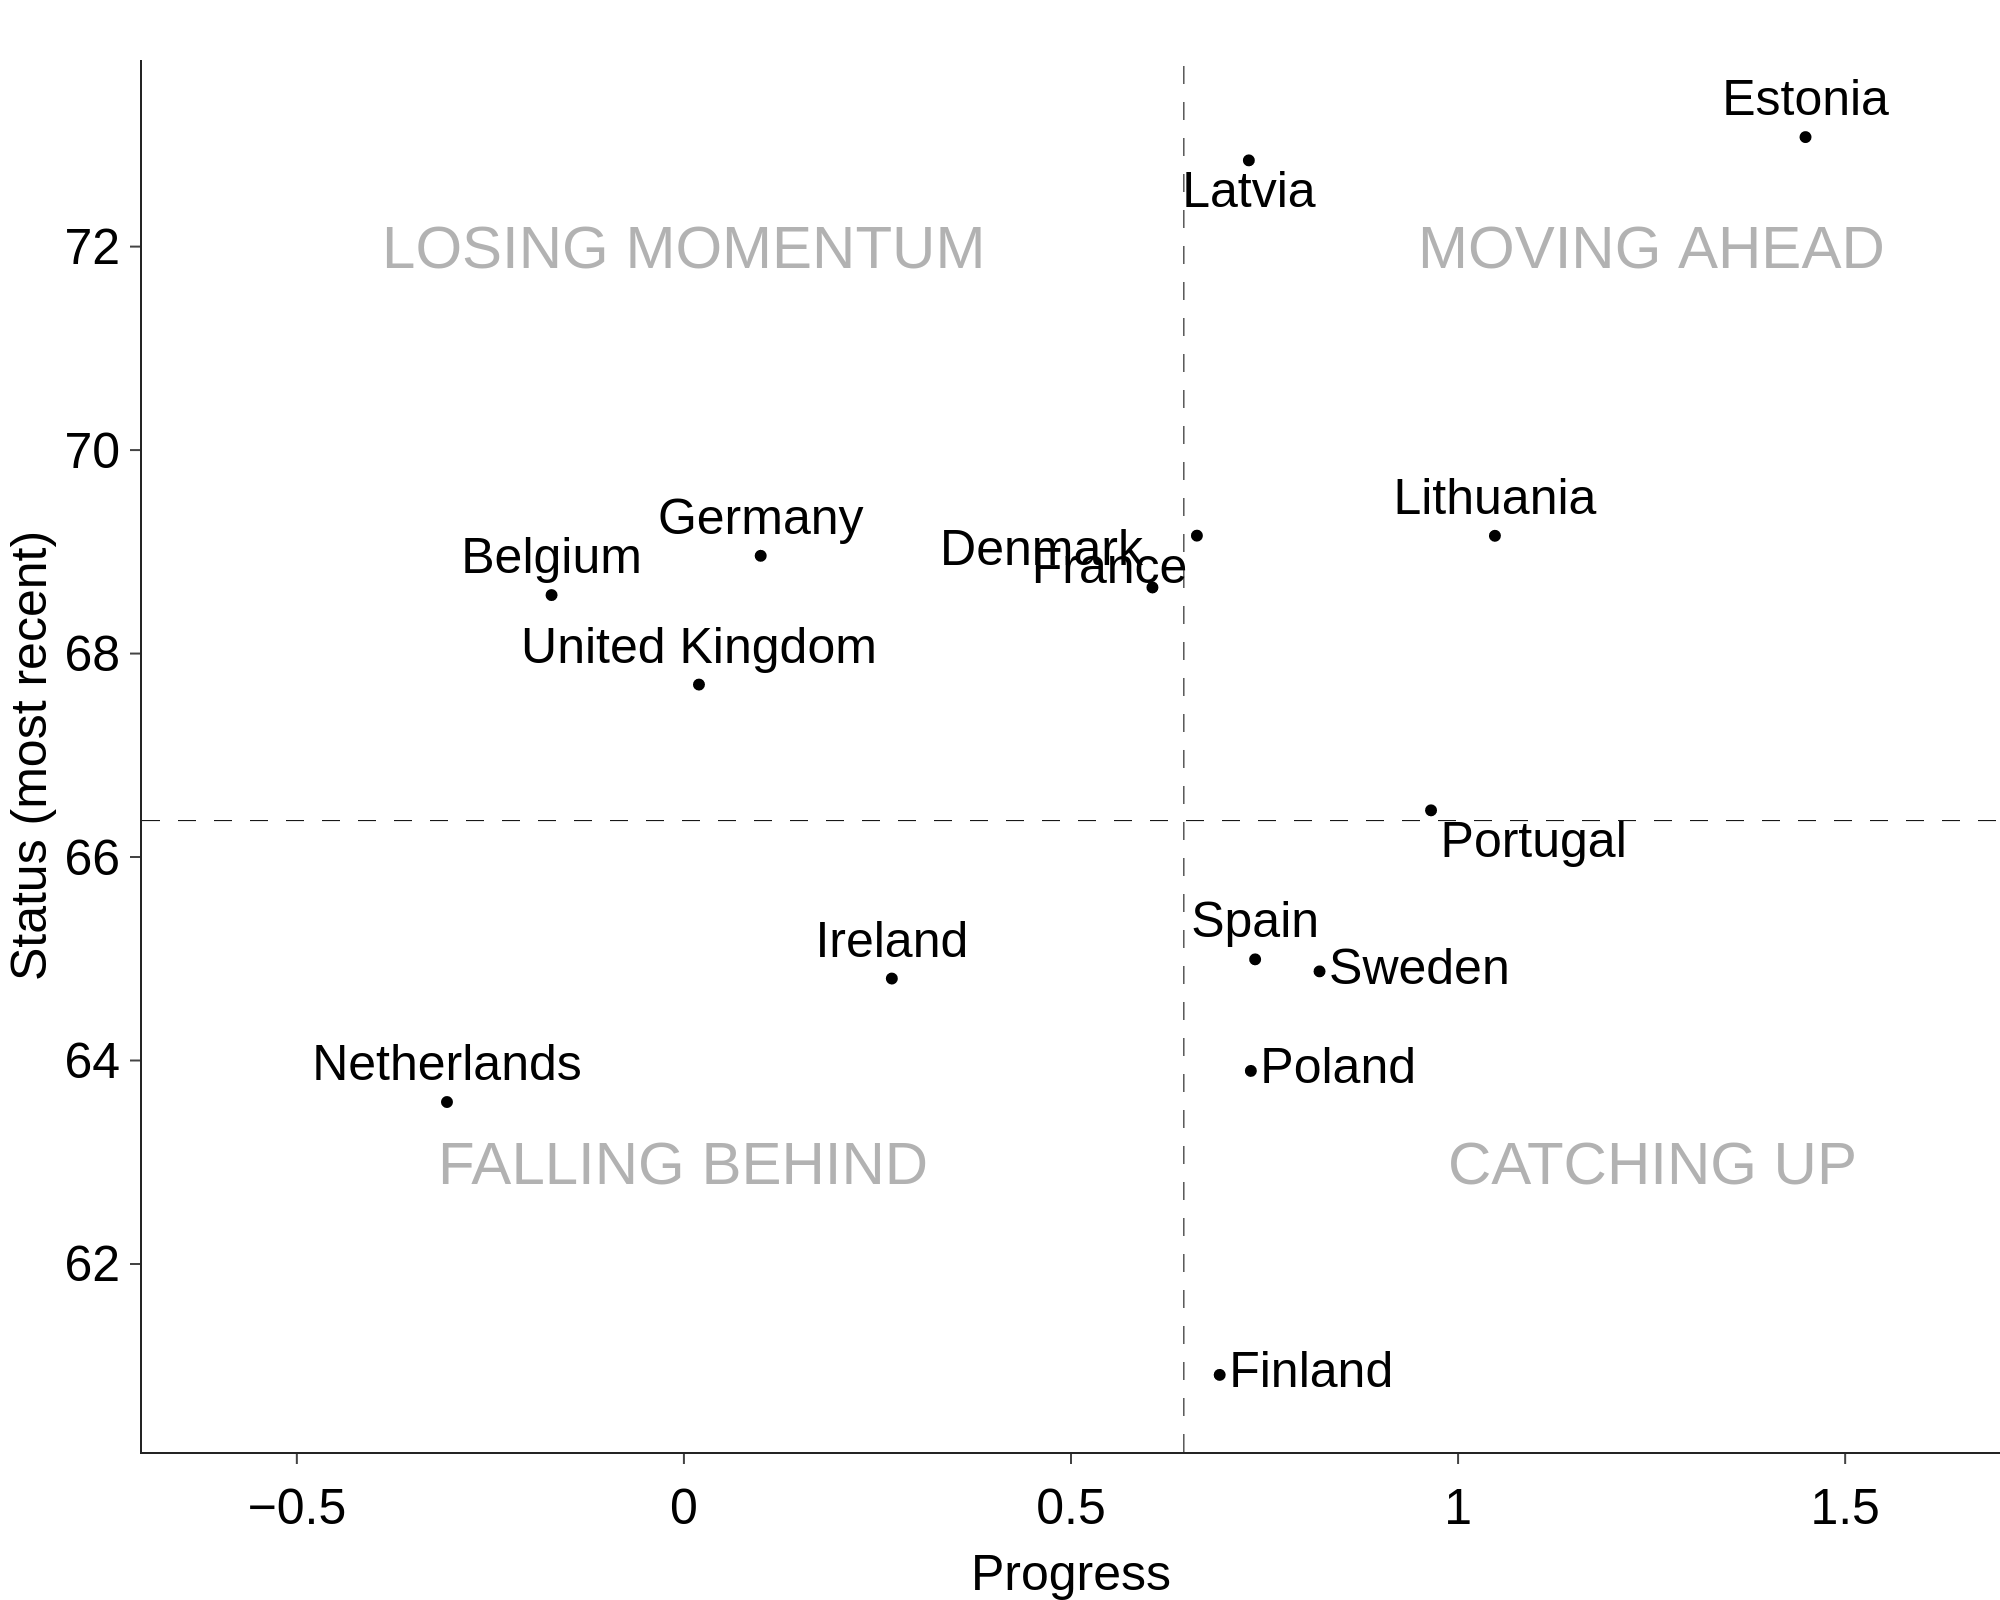 Estonia
Latvia
72
LOSING MOMENTUM
MOVING AHEAD
70
Lithuania
Germany
Denmark
Belgium
France
68
United Kingdom
Status (most recent)
66
Portugal
Spain
Ireland
Sweden
64
Netherlands
Poland
FALLING BEHIND
CATCHING UP
62
Finland
−0.5
0
0.5
1
1.5
Progress